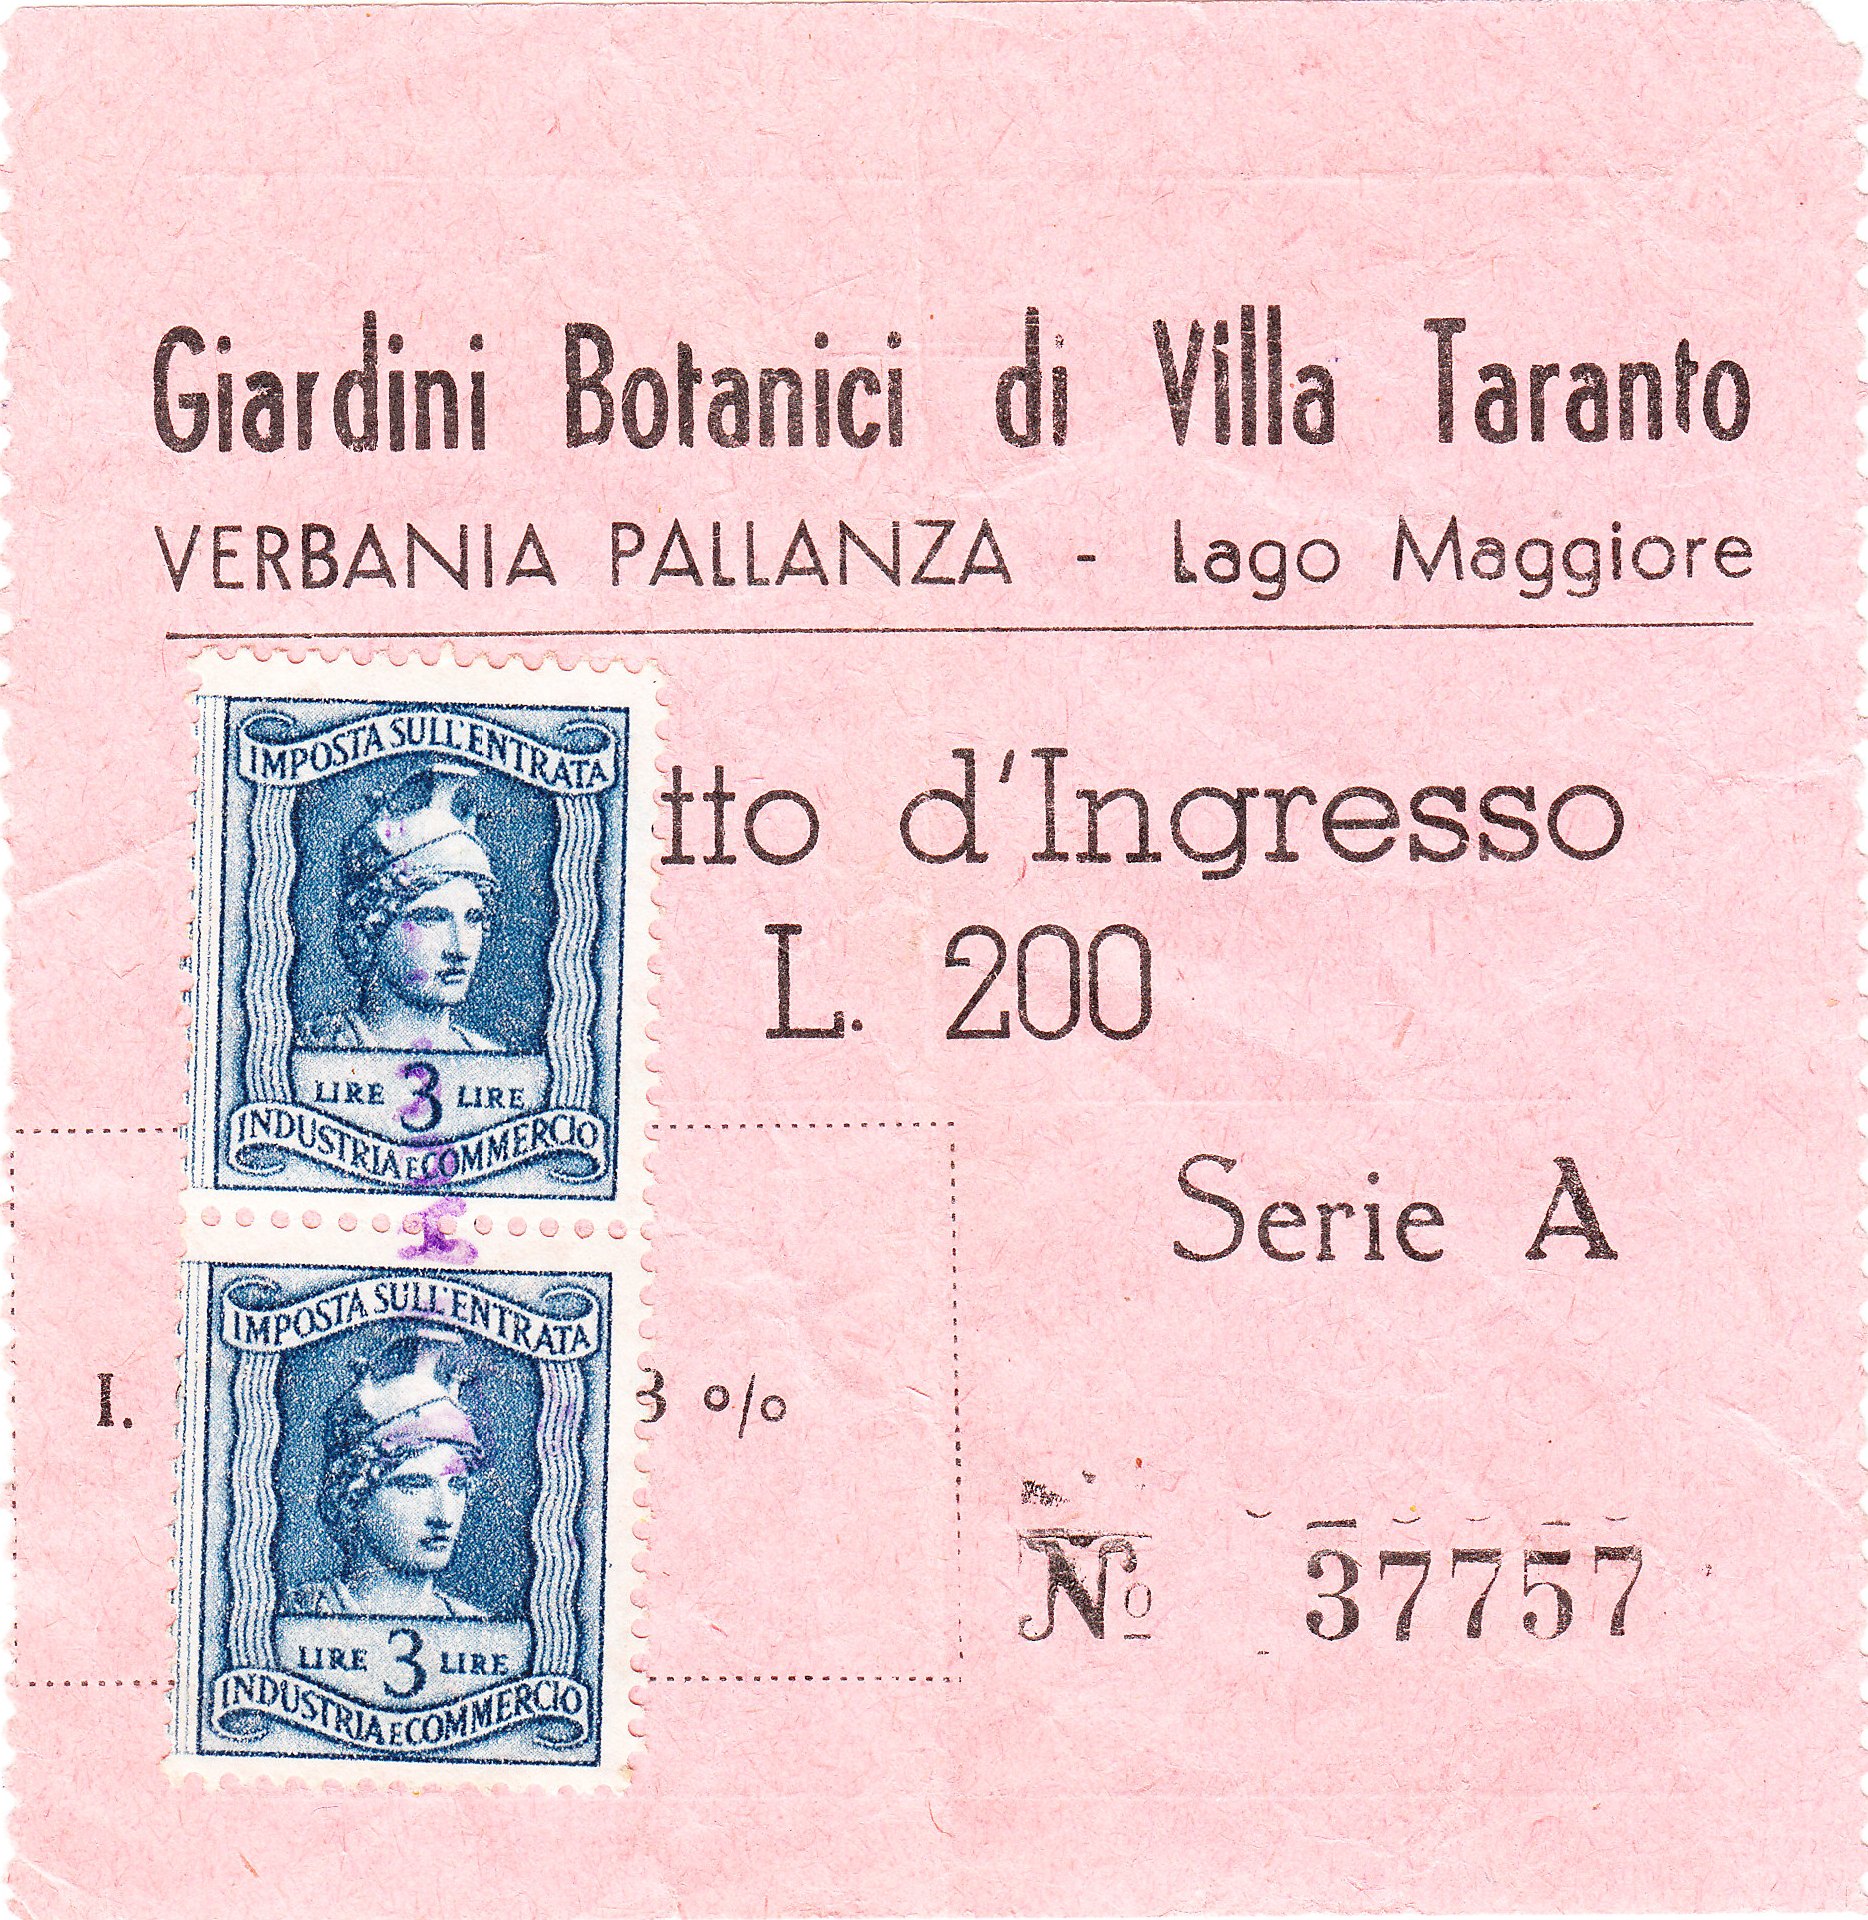 Giardini Botanici di Villa Taranto
VERBANIA PALLANZA - Lago Maggiore
IMPOSTA SULL'ENTRATA
LIRE 3 LIRE
INDUSTRIA E COMMERCIO
tto d'Ingresso
L. 200
Serie A
IMPOSTA SULL'ENTRATA
LIRE 3 LIRE
INDUSTRIA E COMMERCIO
I. 3 %
No 37757